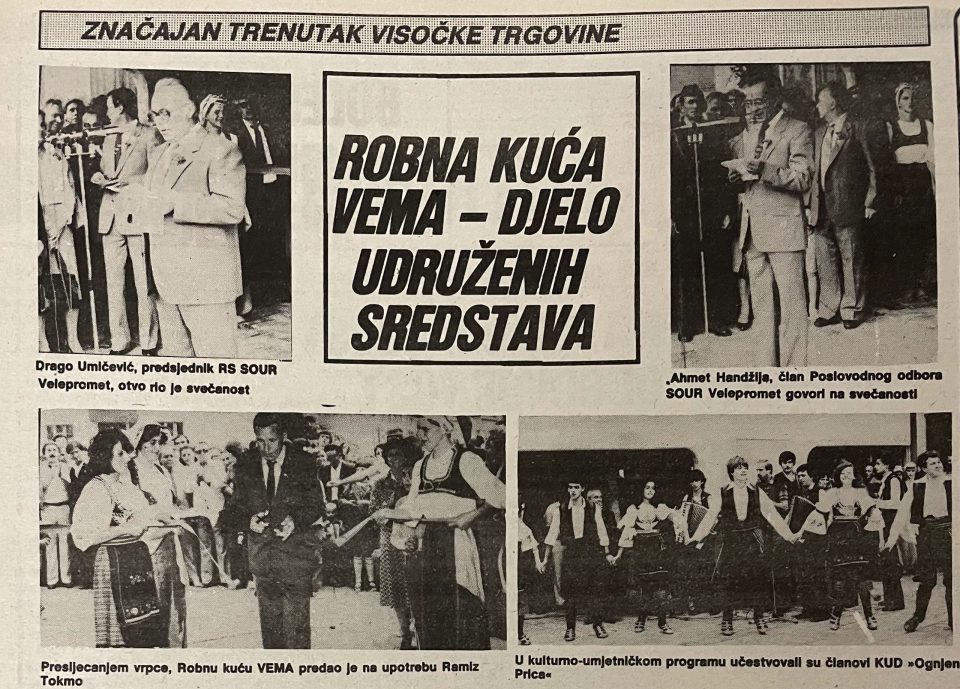 ZNAČAJAN TRENUTAK VISOČKE TRGOVINE
ROBNA KUĆA
VEMA – DJELO
UDRUŽENIH
SREDSTAVA
Drago Umičević, predsjednik RS SOUR
Velepromet, otvo rio je svečanost
Ahmet Handžija, član Poslovodnog odbora
SOUR Velepromet govori na svečanosti
Presijecanjem vrpce, Robnu kuću VEMA predao je na upotrebu Ramiz
Tokmo
U kulturno-umjetničkom programu učestvovali su članovi KUD »Ognjen
Prica«